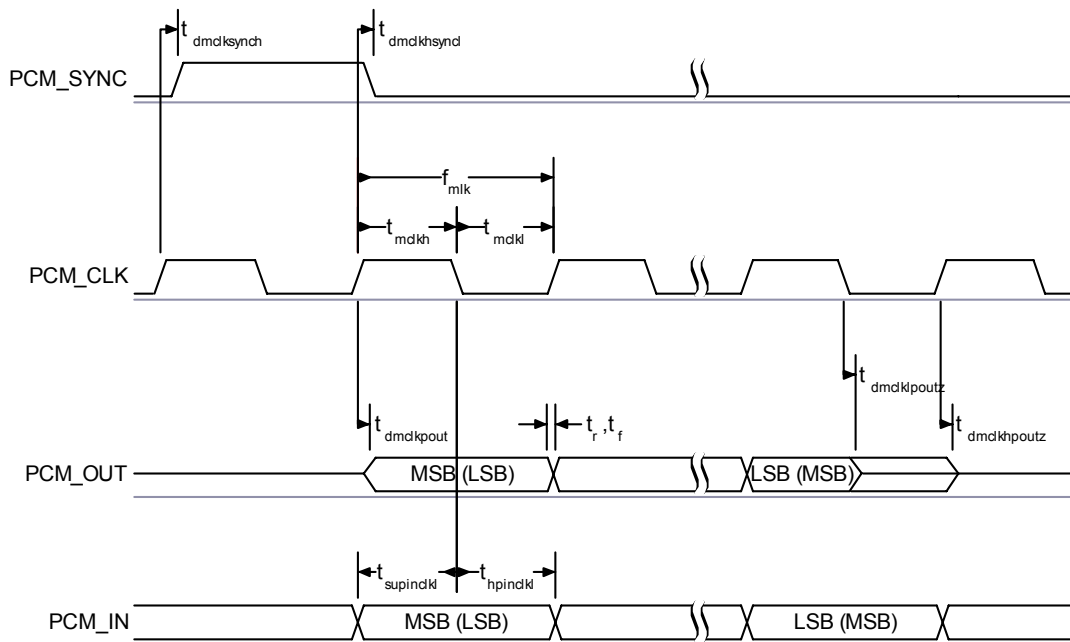 t dmclksynch
t dmclkhsyncl
PCM_SYNC
f mlk
t mclkh
t mclkl
PCM_CLK
t dmclklpoutz
t dmclkpout
t r ,t f
t dmclkhpoutz
PCM_OUT
MSB (LSB)
LSB (MSB)
t supinclkl
t hpinclkl
PCM_IN
MSB (LSB)
LSB (MSB)